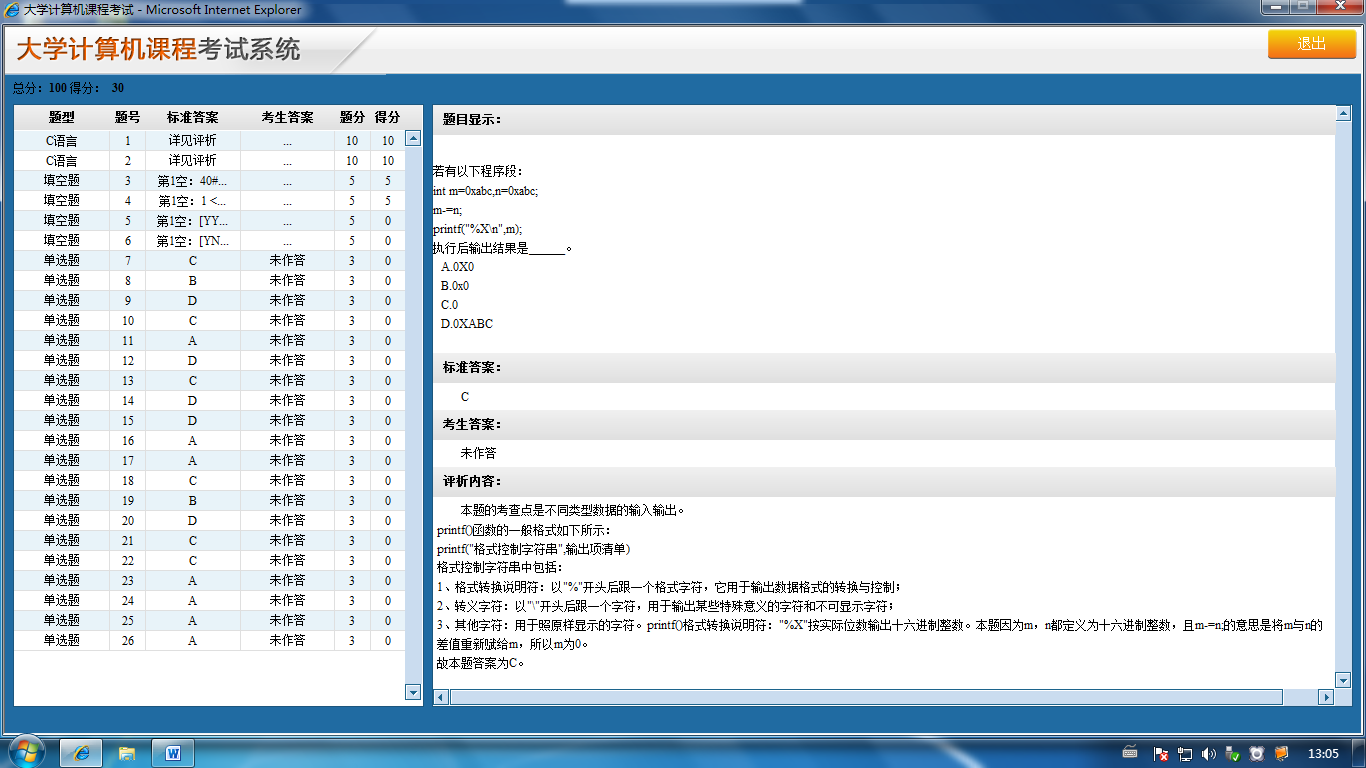 大学计算机课程考试 - Microsoft Internet Explorer
大学计算机课程考试系统
退出
总分：100 得分： 30
题型 题号 标准答案 考生答案 题分 得分
C语言 1 详见评析 ... 10 10
C语言 2 详见评析 ... 10 10
填空题 3 第1空：40#... ... 5 5
填空题 4 第1空：1 <... ... 5 5
填空题 5 第1空：[YY... ... 5 0
填空题 6 第1空：[YN... ... 5 0
单选题 7 C 未作答 3 0
单选题 8 B 未作答 3 0
单选题 9 D 未作答 3 0
单选题 10 C 未作答 3 0
单选题 11 A 未作答 3 0
单选题 12 D 未作答 3 0
单选题 13 C 未作答 3 0
单选题 14 D 未作答 3 0
单选题 15 D 未作答 3 0
单选题 16 A 未作答 3 0
单选题 17 A 未作答 3 0
单选题 18 C 未作答 3 0
单选题 19 B 未作答 3 0
单选题 20 D 未作答 3 0
单选题 21 C 未作答 3 0
单选题 22 C 未作答 3 0
单选题 23 A 未作答 3 0
单选题 24 A 未作答 3 0
单选题 25 A 未作答 3 0
单选题 26 A 未作答 3 0
题目显示：
若有以下程序段：
int m=0xabc,n=0xabc;
m-=n;
printf("%X\n",m);
执行后输出结果是______。
A.0X0
B.0x0
C.0
D.0XABC
标准答案：
C
考生答案：
未作答
评析内容：
本题的考查点是不同类型数据的输入输出。
printf()函数的一般格式如下所示：
printf("格式控制字符串",输出项清单)
格式控制字符串中包括：
1、格式转换说明符：以"%"开头后跟一个格式字符，它用于输出数据格式的转换与控制；
2、转义字符：以"\"开头后跟一个字符，用于输出某些特殊意义的字符和不可显示字符；
3、其他字符：用于照原样显示的字符。printf()格式转换说明符："%X"按实际位数输出十六进制整数。本题因为m，n都定义为十六进制整数，且m-=n;的意思是将m与n的
差值重新赋给m，所以m为0。
故本题答案为C。
13:05